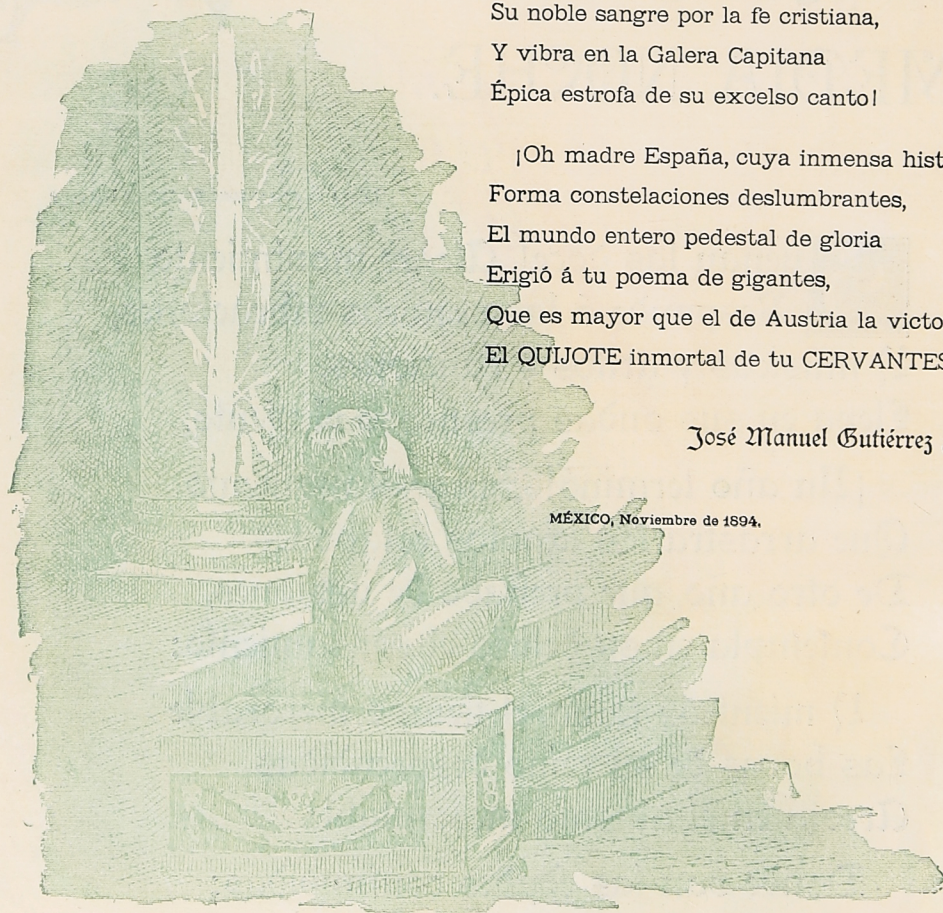 Su noble sangre por la fe cristiana,
Y vibra en la Galera Capitana
Épica estrofa de su excelso canto!
¡Oh madre España, cuya inmensa hist
Forma constelaciones deslumbrantes,
El mundo entero pedestal de gloria
Erigió á tu poema de gigantes,
Que es mayor que el de Austria la victo
El QUIJOTE inmortal de tu CERVANTES
José Manuel Gutiérrez
MÉXICO, Noviembre de 1894.